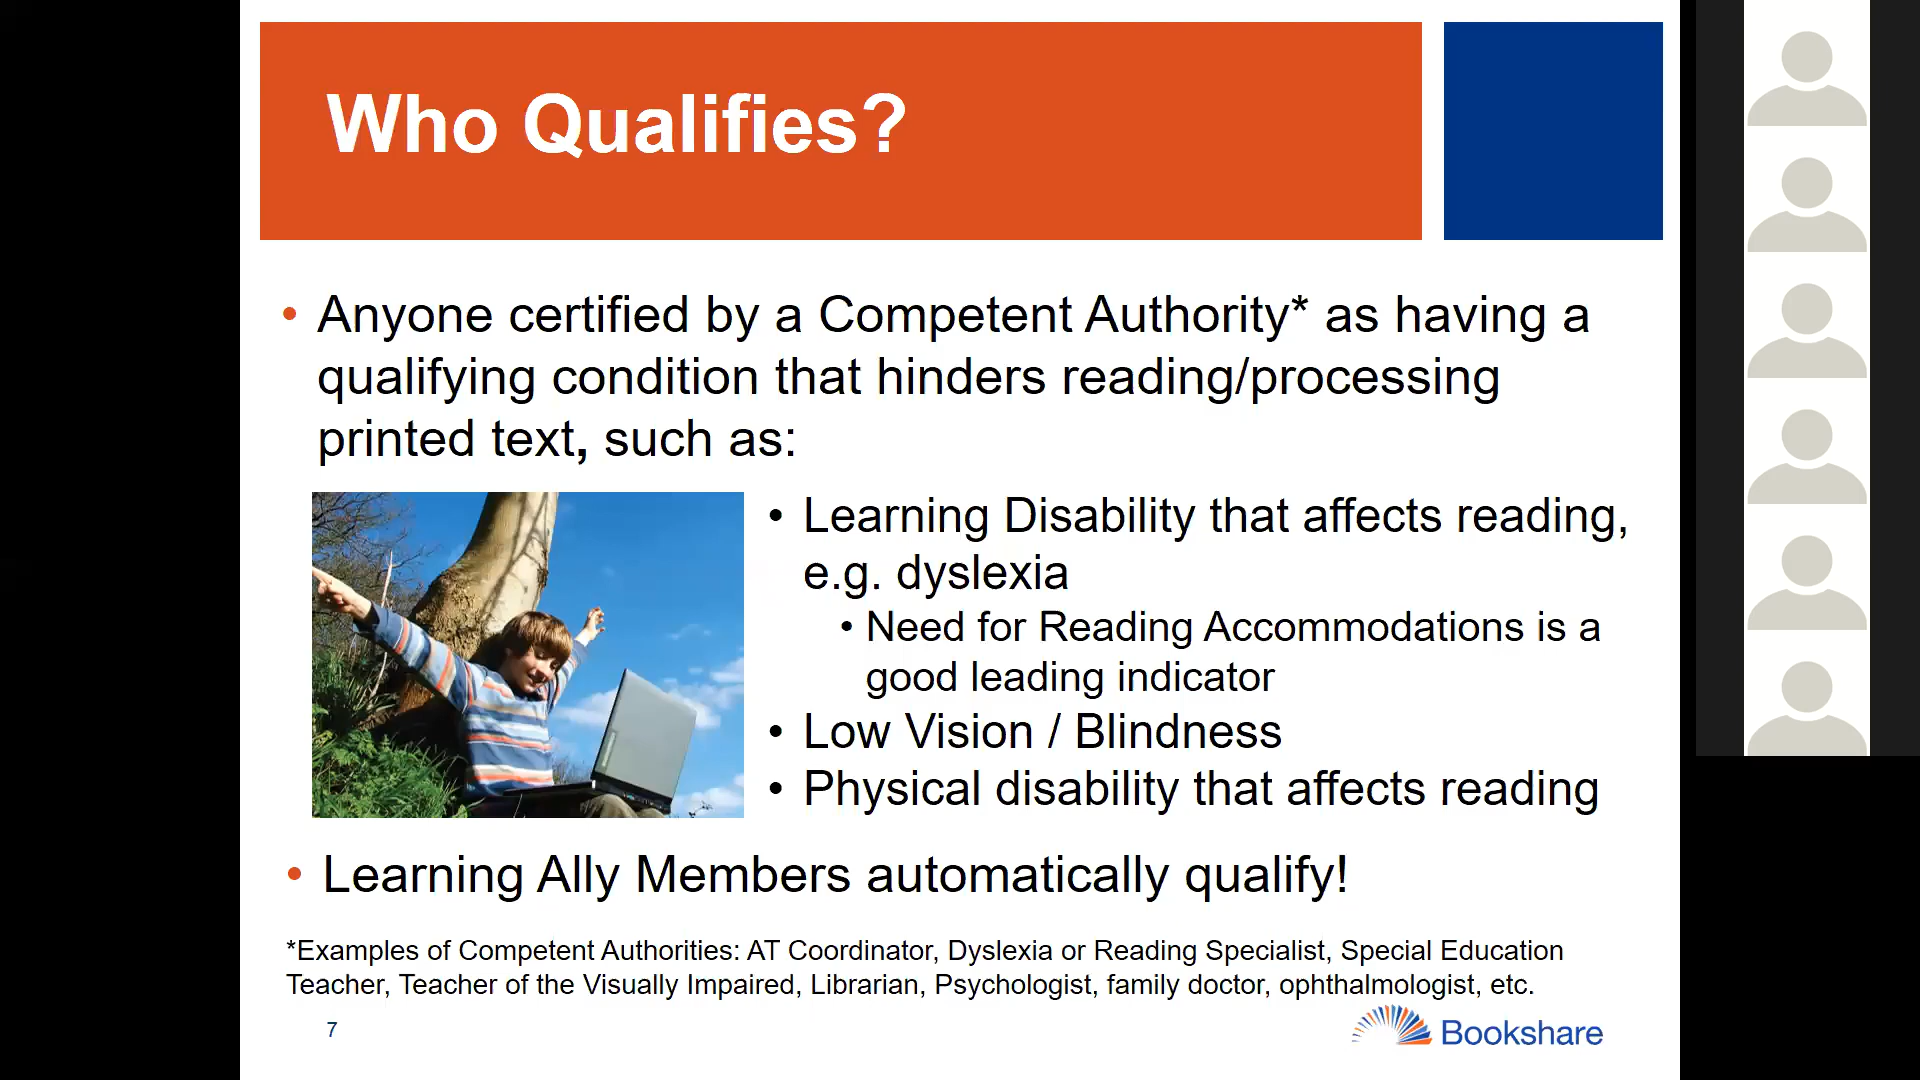 Who Qualifies?
• Anyone certified by a Competent Authority* as having a
qualifying condition that hinders reading/processing
printed text, such as:
• Learning Disability that affects reading,
e.g. dyslexia
• Need for Reading Accommodations is a
good leading indicator
• Low Vision / Blindness
• Physical disability that affects reading
• Learning Ally Members automatically qualify!
*Examples of Competent Authorities: AT Coordinator, Dyslexia or Reading Specialist, Special Education
Teacher, Teacher of the Visually Impaired, Librarian, Psychologist, family doctor, ophthalmologist, etc.
7
Bookshare